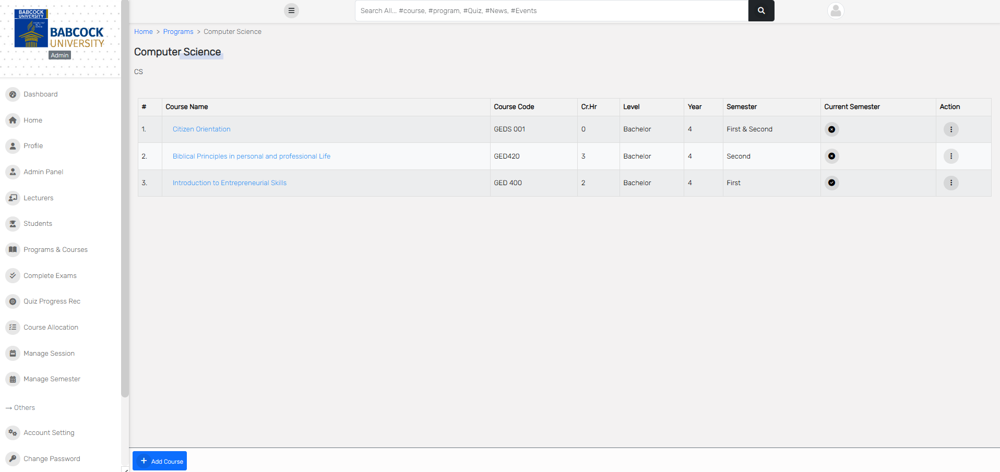 BABCOCK
UNIVERSITY
BABCOCK
UNIVERSITY
Admin
Dashboard
Home
Profile
Admin Panel
Lecturers
Students
Programs & Courses
Complete Exams
Quiz Progress Rec
Course Allocation
Manage Session
Manage Semester
→ Others
Account Setting
Change Password
Search All... #course, #program, #Quiz, #News, #Events
Home > Programs > Computer Science
Computer Science
CS
# Course Name Course Code Cr.Hr Level Year Semester Current Semester Action
1. Citizen Orientation GEDS 001 0 Bachelor 4 First & Second
2. Biblical Principles in personal and professional Life GED420 3 Bachelor 4 Second
3. Introduction to Entrepreneurial Skills GED 400 2 Bachelor 4 First
+ Add Course